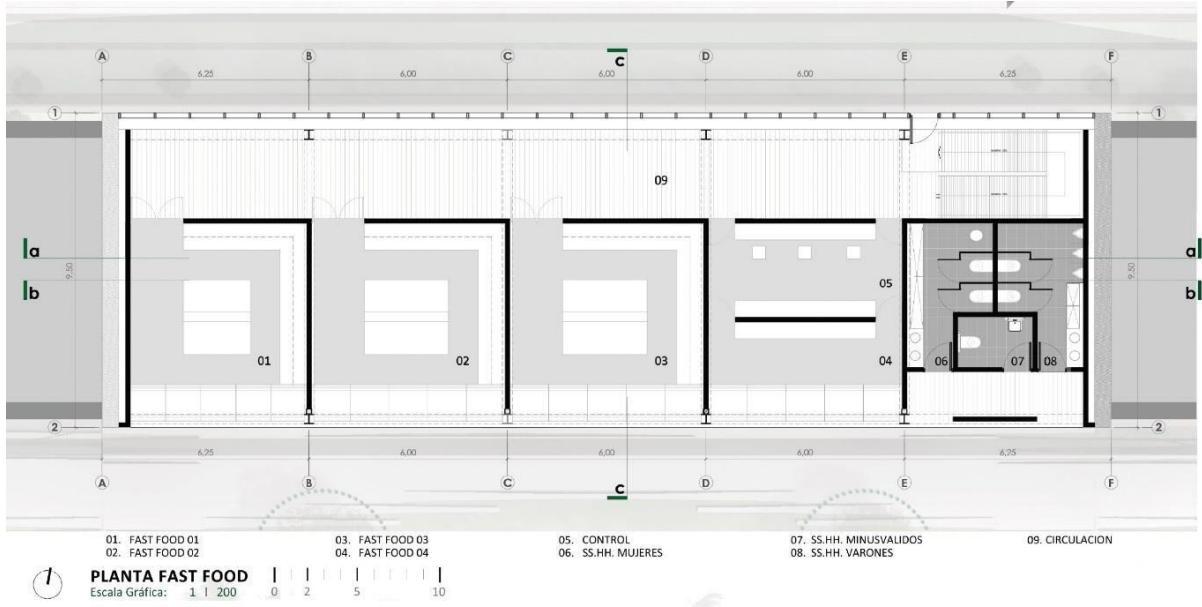 A B C D E F
c
6,25 6,00 6,00 6,00 6,25
1 1
09
a a
9,50 9,50
b b
05
01 02 03 04 06 07 08
2 2
6,25 6,00 6,00 6,00 6,25
A B C D E F
c
01. FAST FOOD 01
02. FAST FOOD 02
03. FAST FOOD 03
04. FAST FOOD 04
05. CONTROL
06. SS.HH. MUJERES
07. SS.HH. MINUSVALIDOS
08. SS.HH. VARONES
09. CIRCULACION
PLANTA FAST FOOD
Escala Gráfica: 1 | 200
0 2 5 10